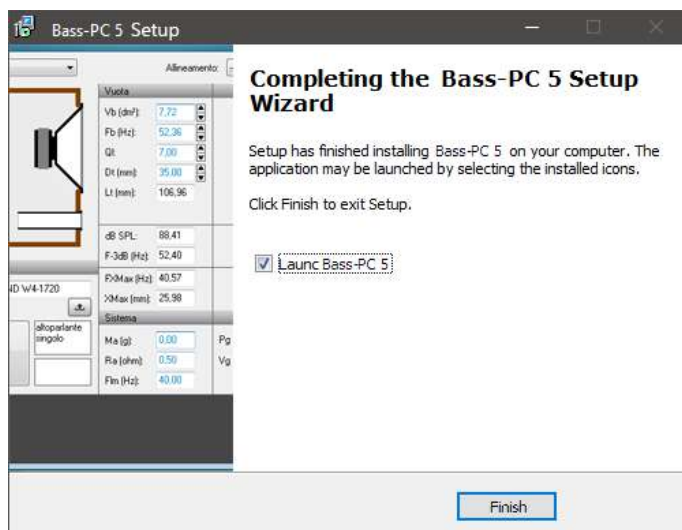 Bass-PC 5 Setup
Allineamento:
Vuota
Vb (dm³): 7,72
Fb (Hz): 52,36
Qt: 7,00
Dt (mm): 35,00
Lt (mm): 106,96
dB SPL: 88,41
F-3dB (Hz): 52,40
FXMax (Hz): 40,57
XMax (mm): 25,98
ND W4-1720
altoparlante
singolo
Sistema
Ma (g): 0,00 Pg
Ra (ohm): 0,50 Vg
Flm (Hz): 40,00
Completing the Bass-PC 5 Setup
Wizard
Setup has finished installing Bass-PC 5 on your computer. The
application may be launched by selecting the installed icons.
Click Finish to exit Setup.
Launc Bass-PC 5
Finish